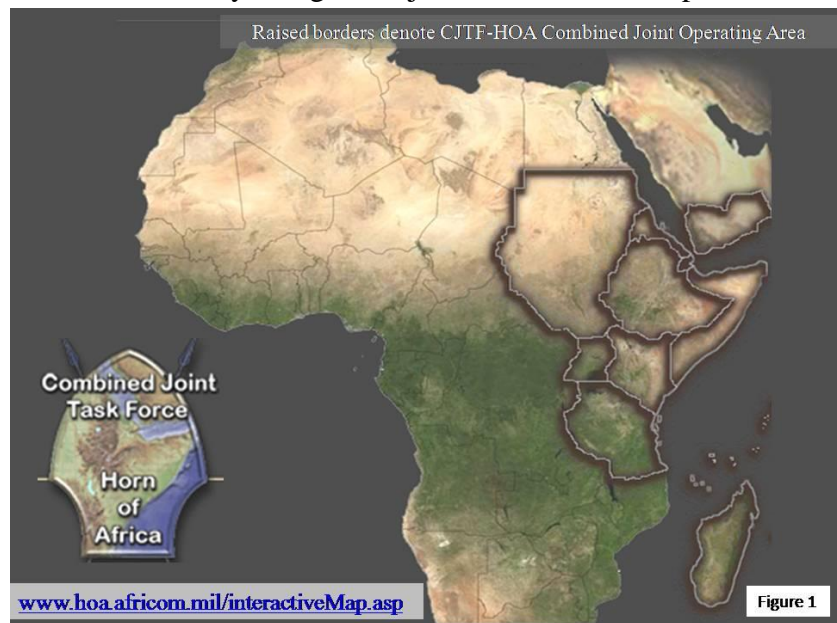 Raised borders denote CJTF-HOA Combined Joint Operating Area
Combined Joint
Task Force
Horn
of
Africa
www.hoa.africom.mil/interactiveMap.asp
Figure 1